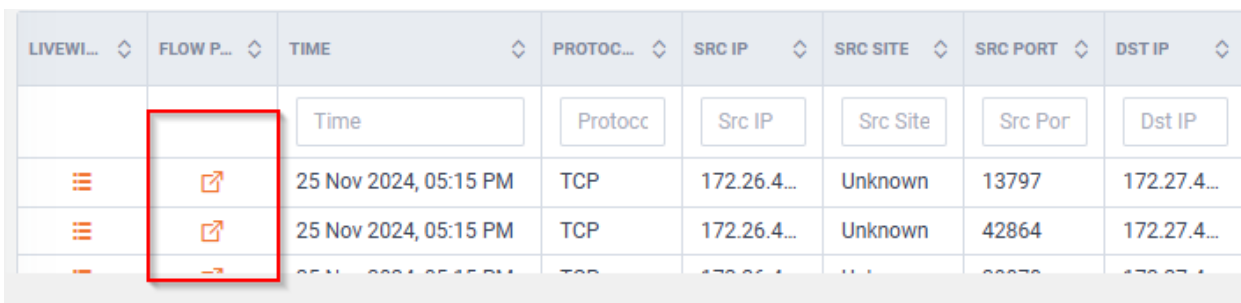 LIVEWI... FLOW P... TIME PROTOC... SRC IP SRC SITE SRC PORT DST IP
Time Protocc Src IP Src Site Src Por Dst IP
25 Nov 2024, 05:15 PM TCP 172.26.4... Unknown 13797 172.27.4...
25 Nov 2024, 05:15 PM TCP 172.26.4... Unknown 42864 172.27.4...